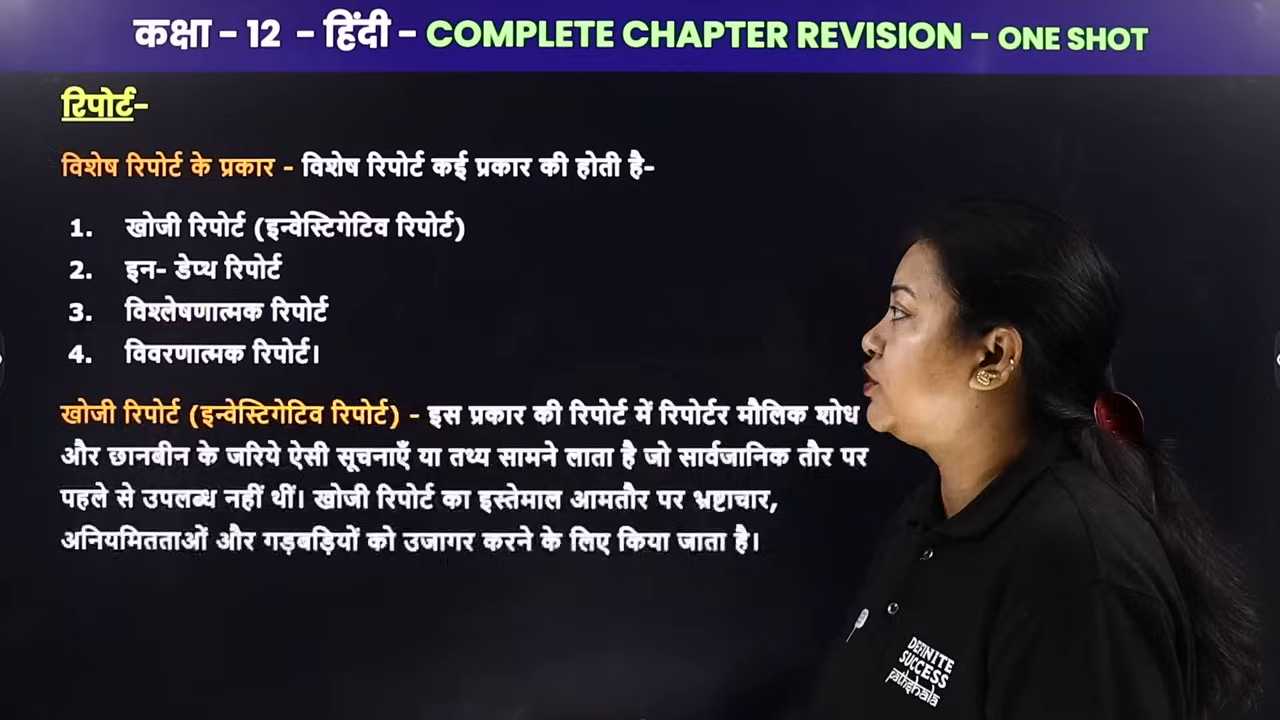 कक्षा - 12 - हिंदी - COMPLETE CHAPTER REVISION - ONE SHOT
रिपोर्ट-
विशेष रिपोर्ट के प्रकार - विशेष रिपोर्ट कई प्रकार की होती है-
1. खोजी रिपोर्ट (इन्वेस्टिगेटिव रिपोर्ट)
2. इन- डेप्थ रिपोर्ट
3. विश्लेषणात्मक रिपोर्ट
4. विवरणात्मक रिपोर्ट।
खोजी रिपोर्ट (इन्वेस्टिगेटिव रिपोर्ट) - इस प्रकार की रिपोर्ट में रिपोर्टर मौलिक शोध
और छानबीन के जरिये ऐसी सूचनाएँ या तथ्य सामने लाता है जो सार्वजानिक तौर पर
पहले से उपलब्ध नहीं थीं। खोजी रिपोर्ट का इस्तेमाल आमतौर पर भ्रष्टाचार,
अनियमितताओं और गड़बड़ियों को उजागर करने के लिए किया जाता है।
DEFINITE
SUCCESS
pathshala